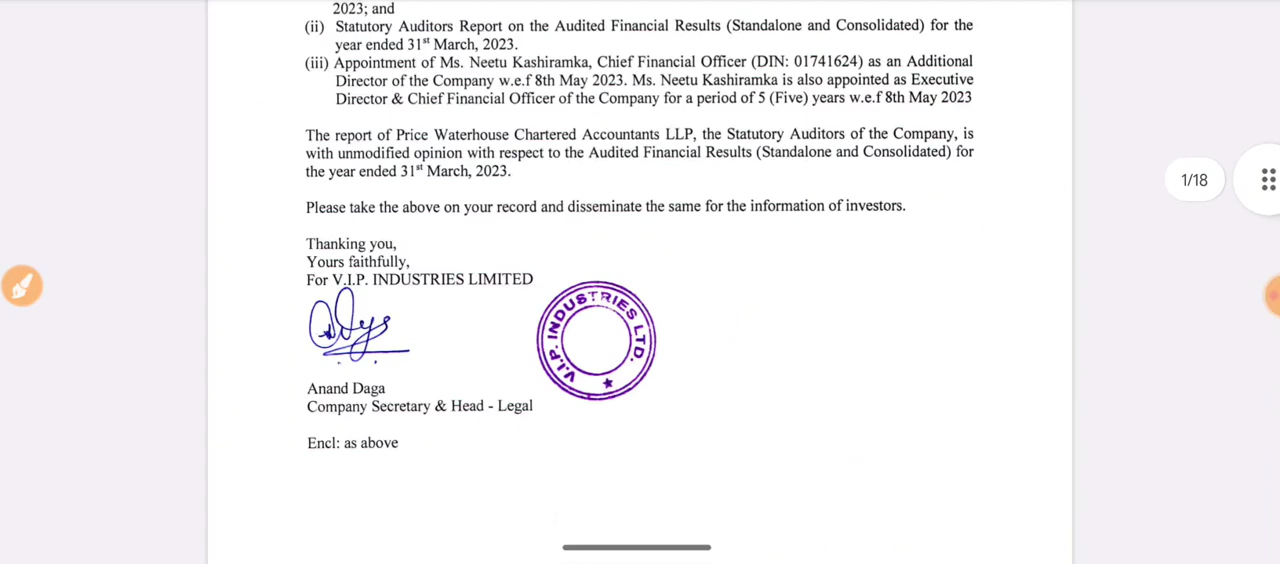 2023; and
(ii) Statutory Auditors Report on the Audited Financial Results (Standalone and Consolidated) for the
year ended 31st March, 2023.
(iii) Appointment of Ms. Neetu Kashiramka, Chief Financial Officer (DIN: 01741624) as an Additional
Director of the Company w.e.f 8th May 2023. Ms. Neetu Kashiramka is also appointed as Executive
Director & Chief Financial Officer of the Company for a period of 5 (Five) years w.e.f 8th May 2023
The report of Price Waterhouse Chartered Accountants LLP, the Statutory Auditors of the Company, is
with unmodified opinion with respect to the Audited Financial Results (Standalone and Consolidated) for
the year ended 31st March, 2023.
1/18
Please take the above on your record and disseminate the same for the information of investors.
Thanking you,
Yours faithfully,
For V.I.P. INDUSTRIES LIMITED
V.I.P. INDUSTRIES LTD.
Anand Daga
Company Secretary & Head - Legal
Encl: as above